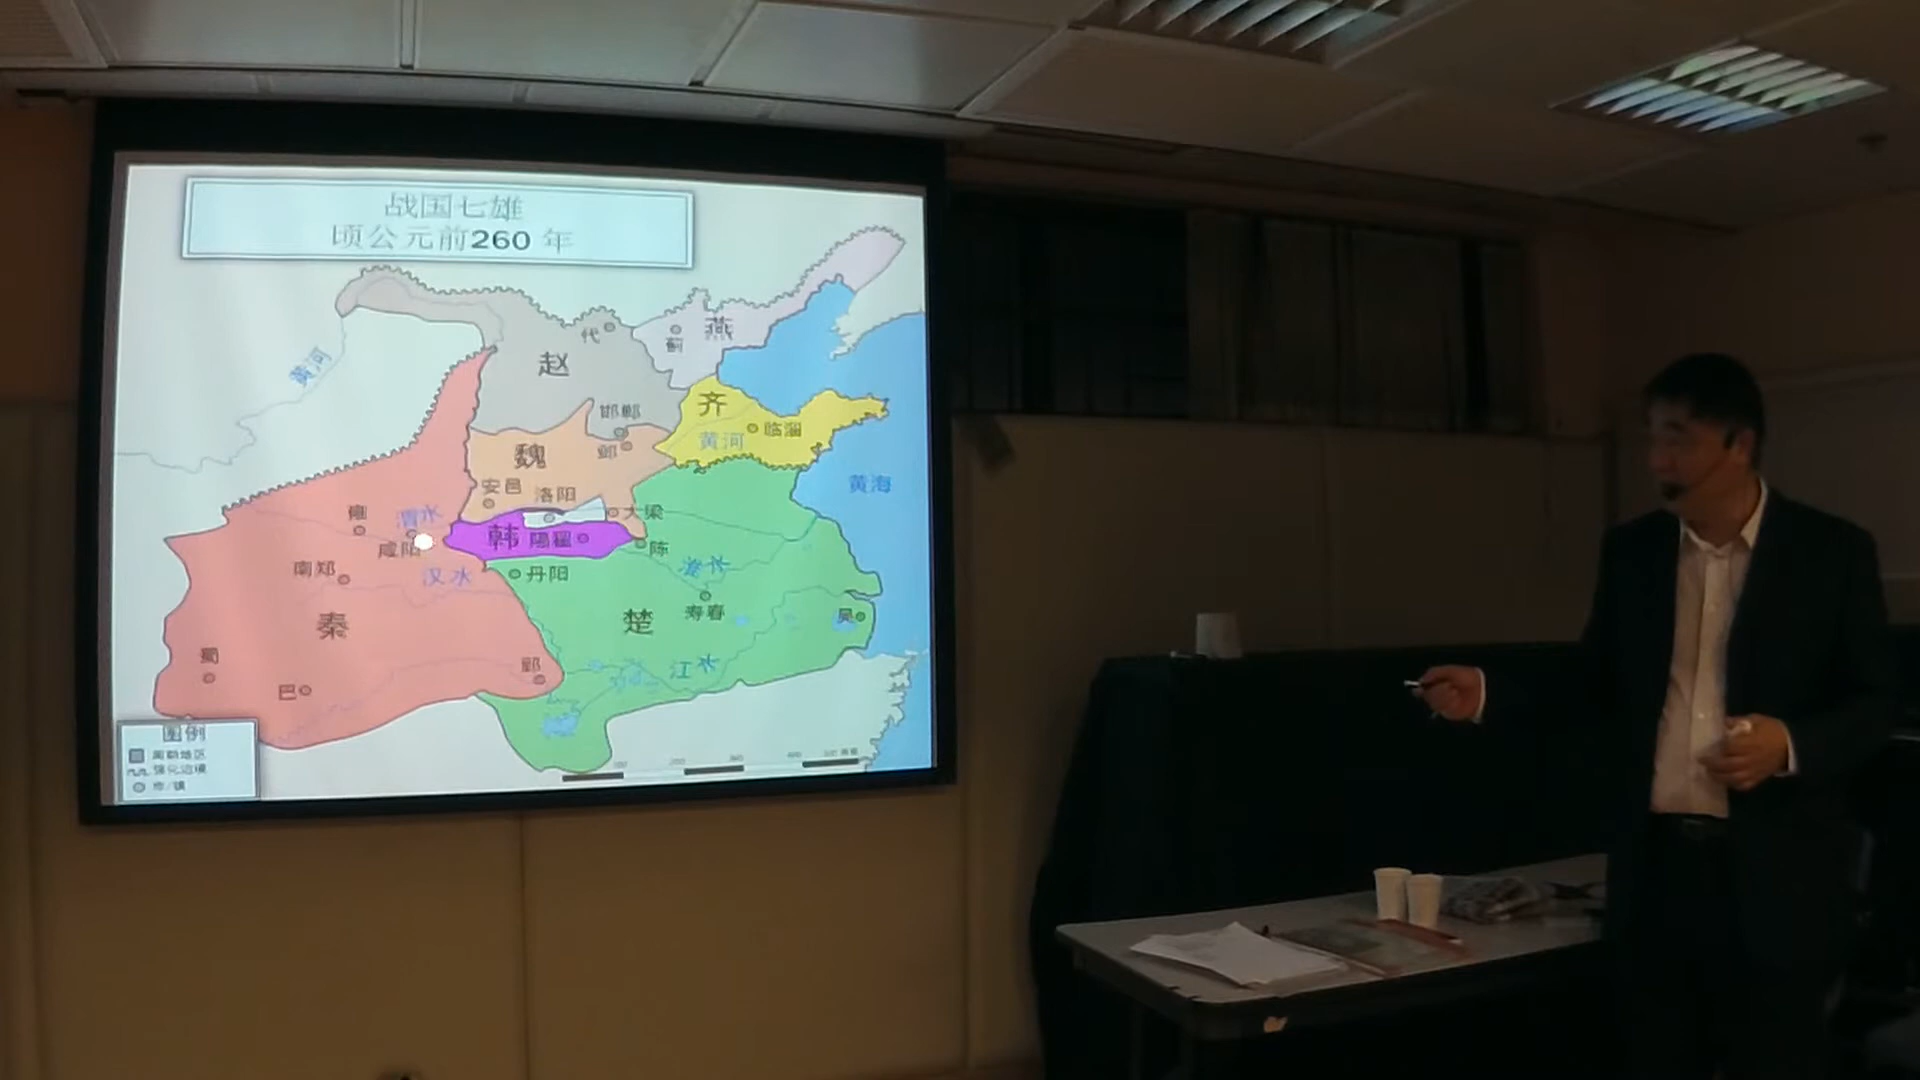 战国七雄
顷公元前260 年
燕
代
蓟
赵
黄河
齐
邯郸
临淄
黄河
魏
邺
黄海
安邑
洛阳
雍
渭水
大梁
韩
阳翟
咸阳
陈
南郑
汉水
丹阳
淮水
寿春
吴
秦
楚
蜀
郢
江水
巴
图例
市/镇